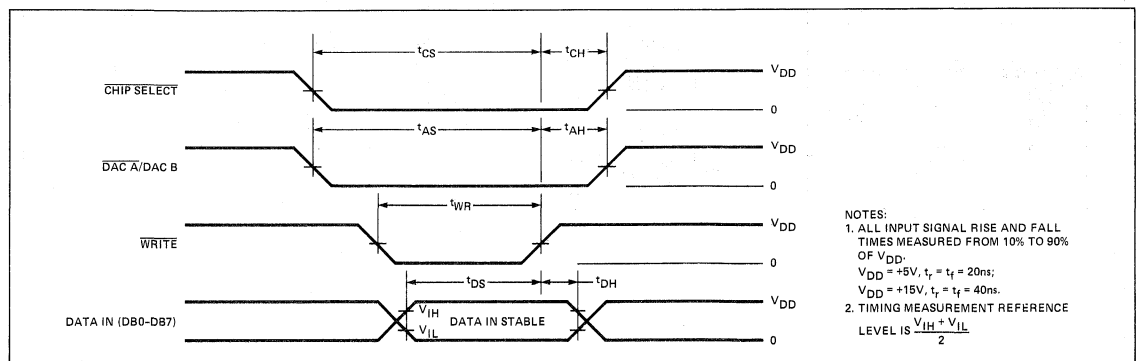 tCS
tCH
VDD
CHIP SELECT
0
tAS
tAH
VDD
DAC A/DAC B
0
tWR
VDD
WRITE
0
tDS
tDH
VDD
VIH
DATA IN (DB0-DB7)
DATA IN STABLE
VIL
0
NOTES:
1. ALL INPUT SIGNAL RISE AND FALL
TIMES MEASURED FROM 10% TO 90%
OF VDD.
VDD = +5V, tr = tf = 20ns;
VDD = +15V, tr = tf = 40ns.
2. TIMING MEASUREMENT REFERENCE
LEVEL IS (VIH + VIL)/2